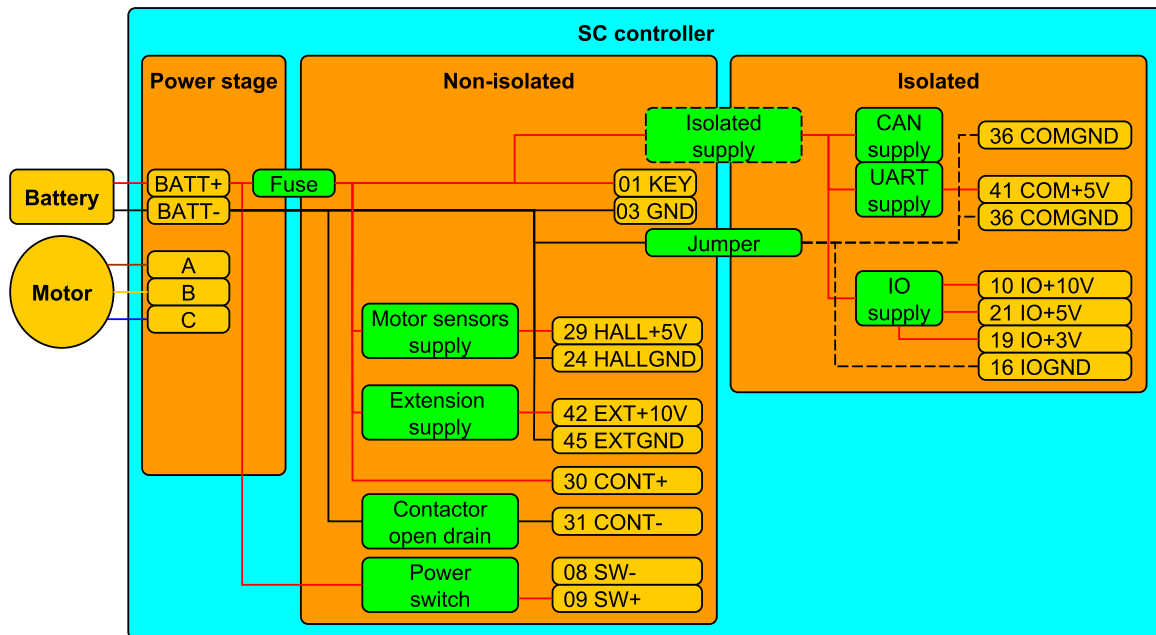 SC controller
Power stage
Non-isolated
Isolated
Battery
Motor
BATT+
BATT-
A
B
C
Fuse
Isolated
supply
01 KEY
03 GND
Jumper
Motor sensors
supply
29 HALL+5V
24 HALLGND
Extension
supply
42 EXT+10V
45 EXTGND
30 CONT+
Contactor
open drain
31 CONT-
Power
switch
08 SW-
09 SW+
CAN
supply
36 COMGND
UART
supply
41 COM+5V
36 COMGND
IO
supply
10 IO+10V
21 IO+5V
19 IO+3V
16 IOGND